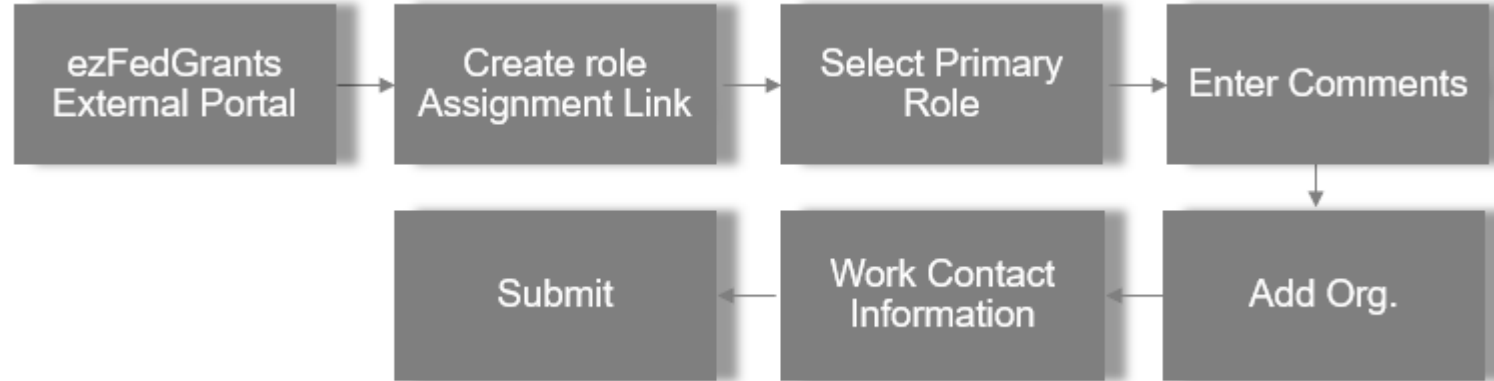 ezFedGrants
External Portal
Create role
Assignment Link
Select Primary
Role
Enter Comments
Add Org.
Work Contact
Information
Submit